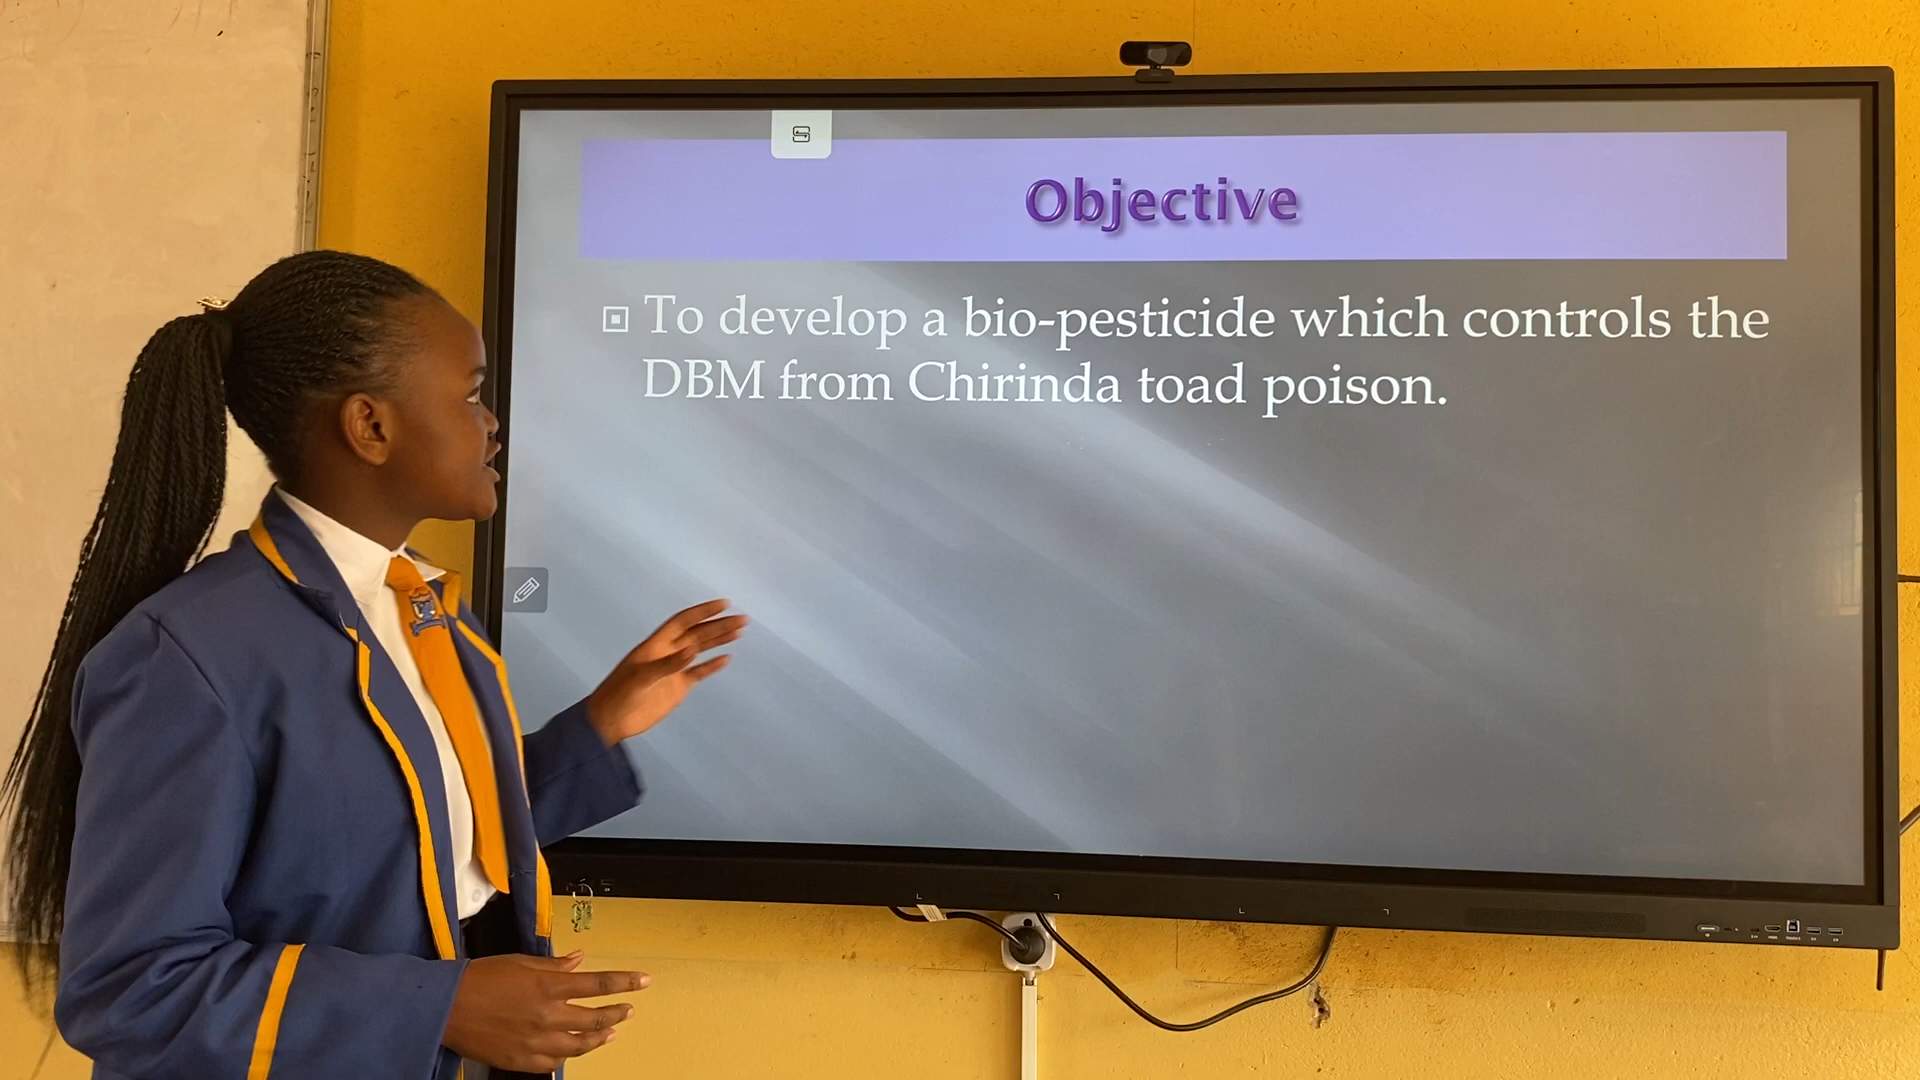 Objective
To develop a bio-pesticide which controls the
DBM from Chirinda toad poison.